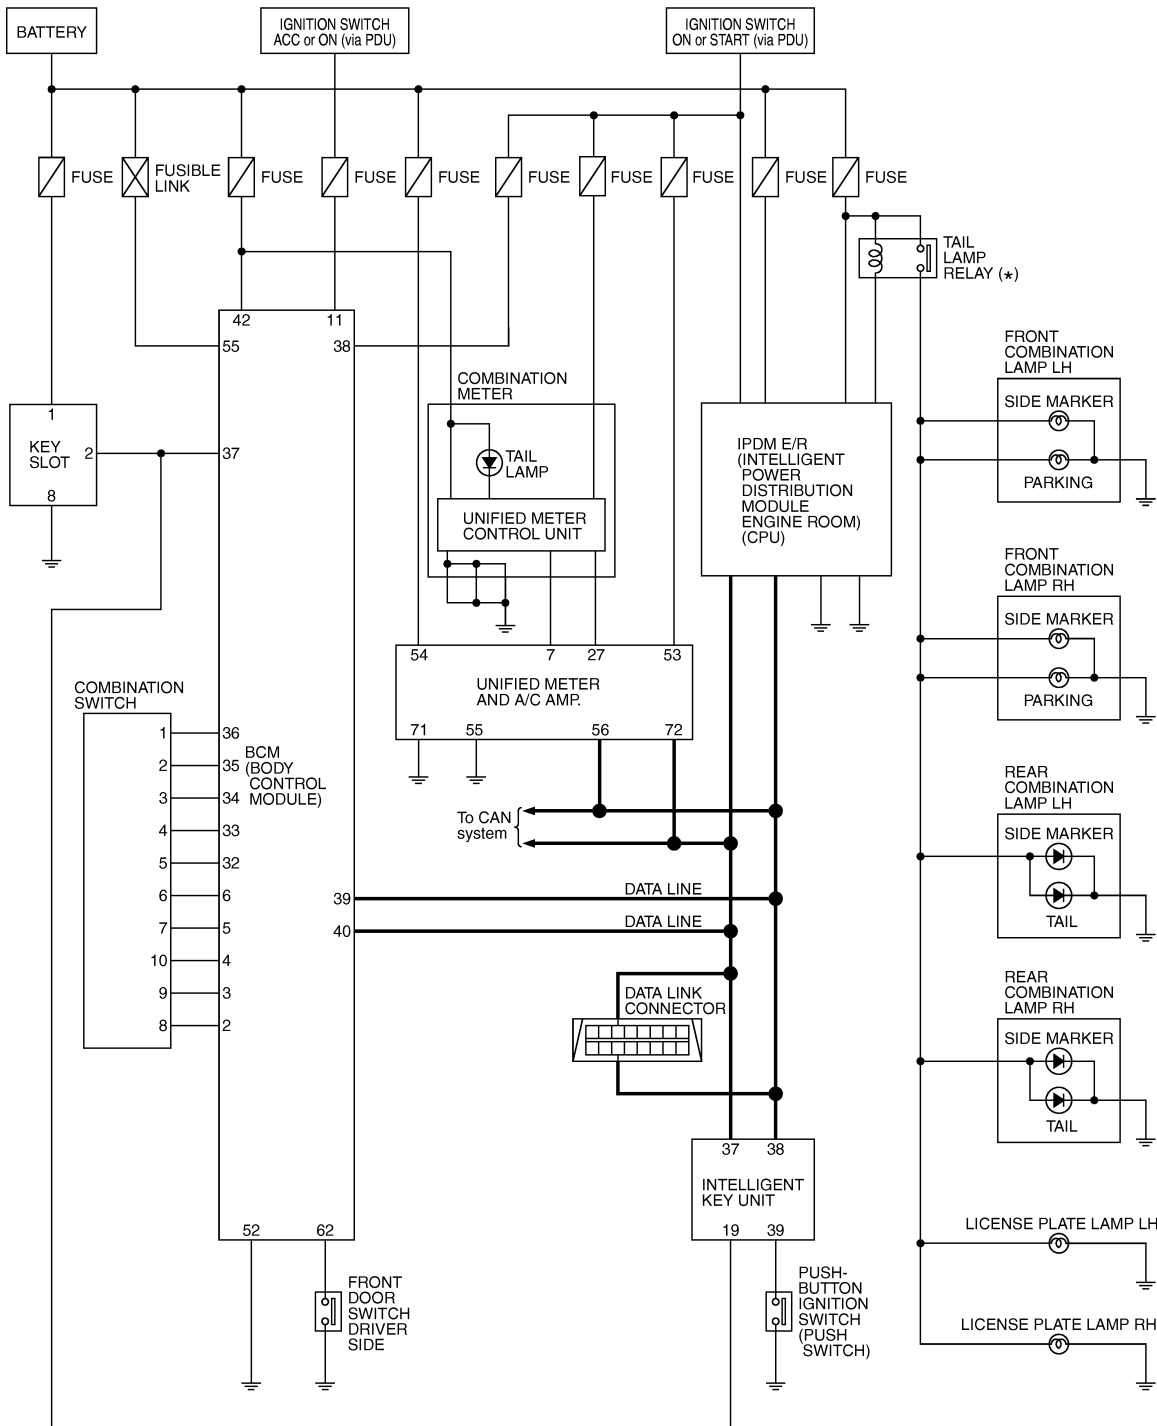 BATTERY
IGNITION SWITCH
ACC or ON (via PDU)
IGNITION SWITCH
ON or START (via PDU)
FUSE
FUSIBLE
LINK
FUSE
FUSE
FUSE
FUSE
FUSE
FUSE
FUSE
FUSE
TAIL
LAMP
RELAY (*)
42
11
55
38
FRONT
COMBINATION
LAMP LH
SIDE MARKER
PARKING
COMBINATION
METER
TAIL
LAMP
UNIFIED METER
CONTROL UNIT
1
KEY
SLOT
2
8
37
IPDM E/R
(INTELLIGENT
POWER
DISTRIBUTION
MODULE
ENGINE ROOM)
(CPU)
FRONT
COMBINATION
LAMP RH
SIDE MARKER
PARKING
54
7
27
53
UNIFIED METER
AND A/C AMP.
71
55
56
72
COMBINATION
SWITCH
1
36
2
35
3
34
4
33
5
32
6
6
7
5
10
4
9
3
8
2
BCM
(BODY
CONTROL
MODULE)
To CAN
system
REAR
COMBINATION
LAMP LH
SIDE MARKER
TAIL
39
DATA LINE
40
DATA LINE
DATA LINK
CONNECTOR
REAR
COMBINATION
LAMP RH
SIDE MARKER
TAIL
37
38
INTELLIGENT
KEY UNIT
19
39
52
62
FRONT
DOOR
SWITCH
DRIVER
SIDE
PUSH-
BUTTON
IGNITION
SWITCH
(PUSH
SWITCH)
LICENSE PLATE LAMP LH
LICENSE PLATE LAMP RH